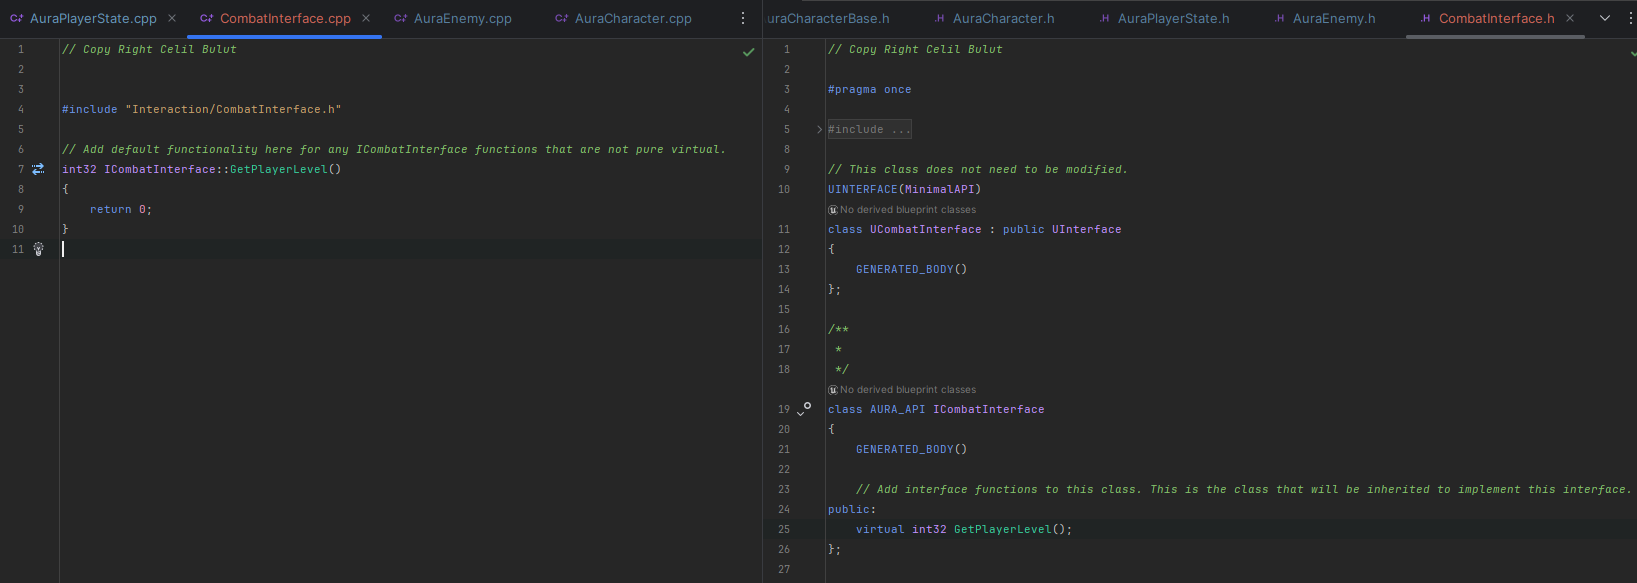 AuraPlayerState.cpp CombatInterface.cpp AuraEnemy.cpp AuraCharacter.cpp
1 // Copy Right Celil Bulut
2
3
4 #include "Interaction/CombatInterface.h"
5
6 // Add default functionality here for any ICombatInterface functions that are not pure virtual.
7 int32 ICombatInterface::GetPlayerLevel()
8 {
9 return 0;
10 }
11
uraCharacterBase.h AuraCharacter.h AuraPlayerState.h AuraEnemy.h CombatInterface.h
1 // Copy Right Celil Bulut
2
3 #pragma once
4
5 #include ...
8
9 // This class does not need to be modified.
10 UINTERFACE(MinimalAPI)
No derived blueprint classes
11 class UCombatInterface : public UInterface
12 {
13 GENERATED_BODY()
14 };
15
16 /**
17 *
18 */
No derived blueprint classes
19 class AURA_API ICombatInterface
20 {
21 GENERATED_BODY()
22
23 // Add interface functions to this class. This is the class that will be inherited to implement this interface.
24 public:
25 virtual int32 GetPlayerLevel();
26 };
27